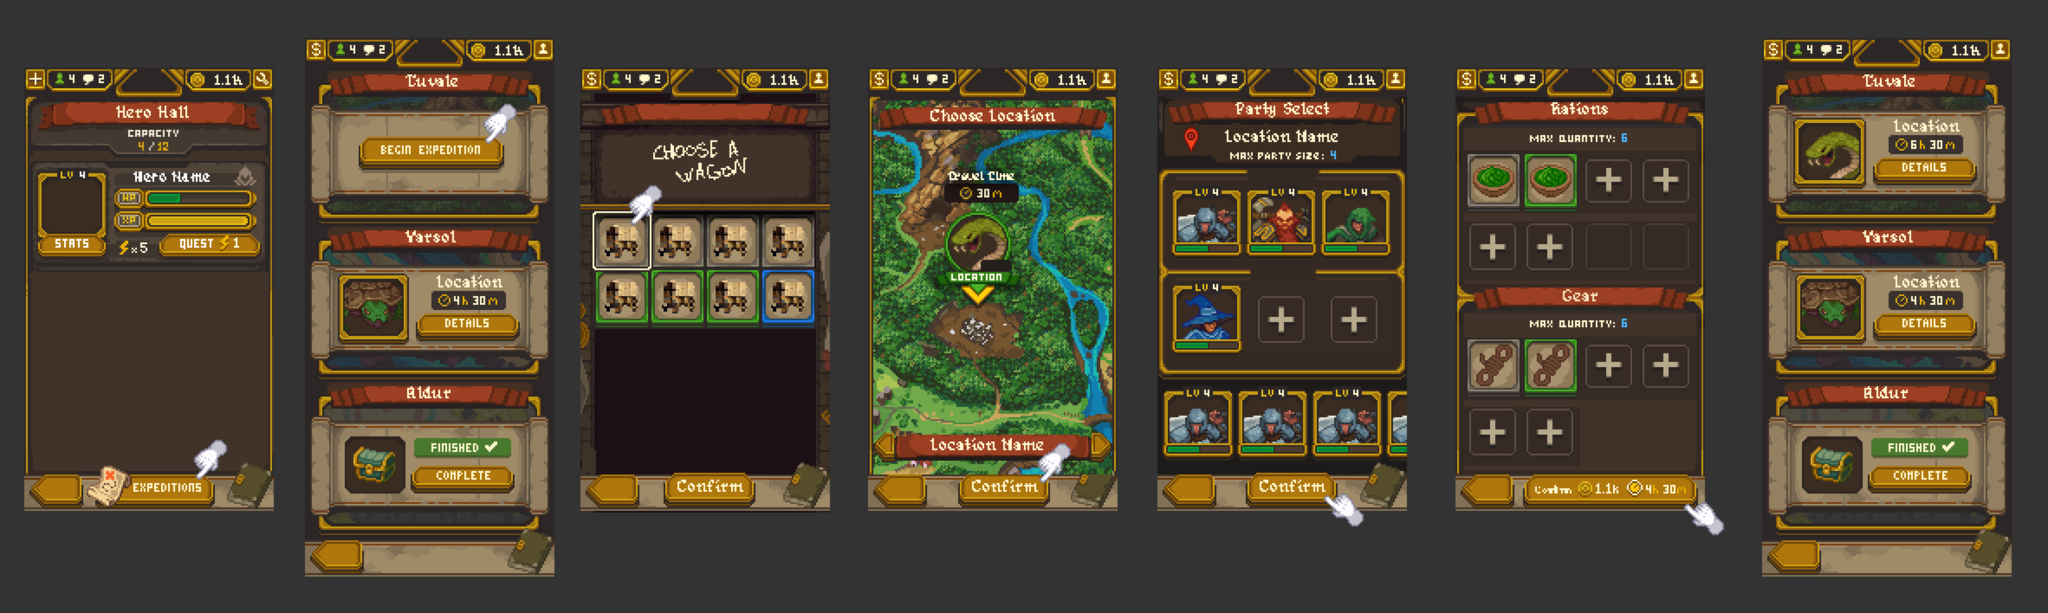 4 2 1.1k
Hero Hall
CAPACITY
4 / 12
LV 4
Hero Name
HP
XP
STATS
x5
QUEST 1
EXPEDITIONS
$ 4 2 1.1k
Tuvale
BEGIN EXPEDITION
Varsol
Location
4h 30m
DETAILS
Aldur
FINISHED
COMPLETE
$ 4 2 1.1k
CHOOSE A
WAGON
Confirm
$ 4 2 1.1k
Choose Location
Travel Time
30m
LOCATION
Location Name
Confirm
$ 4 2 1.1k
Party Select
Location Name
MAX PARTY SIZE: 4
LV 4 LV 4 LV 4
LV 4
LV 4 LV 4 LV 4
Confirm
$ 4 2 1.1k
Rations
MAX QUANTITY: 6
Gear
MAX QUANTITY: 6
Confirm 1.1k 4h 30m
$ 4 2 1.1k
Tuvale
Location
6h 30m
DETAILS
Varsol
Location
4h 30m
DETAILS
Aldur
FINISHED
COMPLETE